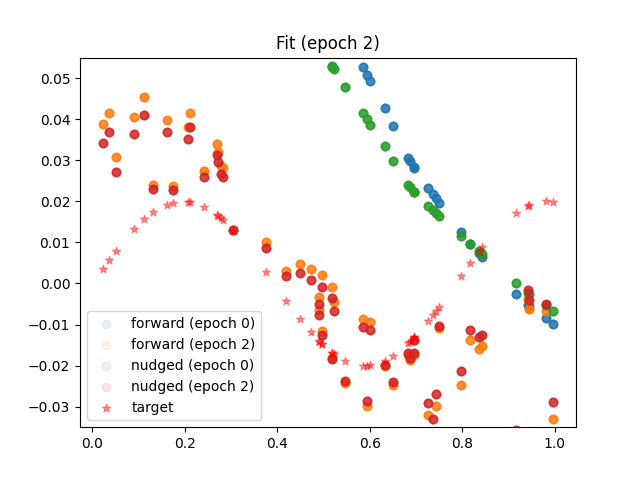 Fit (epoch 2)
0.05
0.04
0.03
0.02
0.01
0.00
−0.01
−0.02
−0.03
forward (epoch 0)
forward (epoch 2)
nudged (epoch 0)
nudged (epoch 2)
target
0.0 0.2 0.4 0.6 0.8 1.0